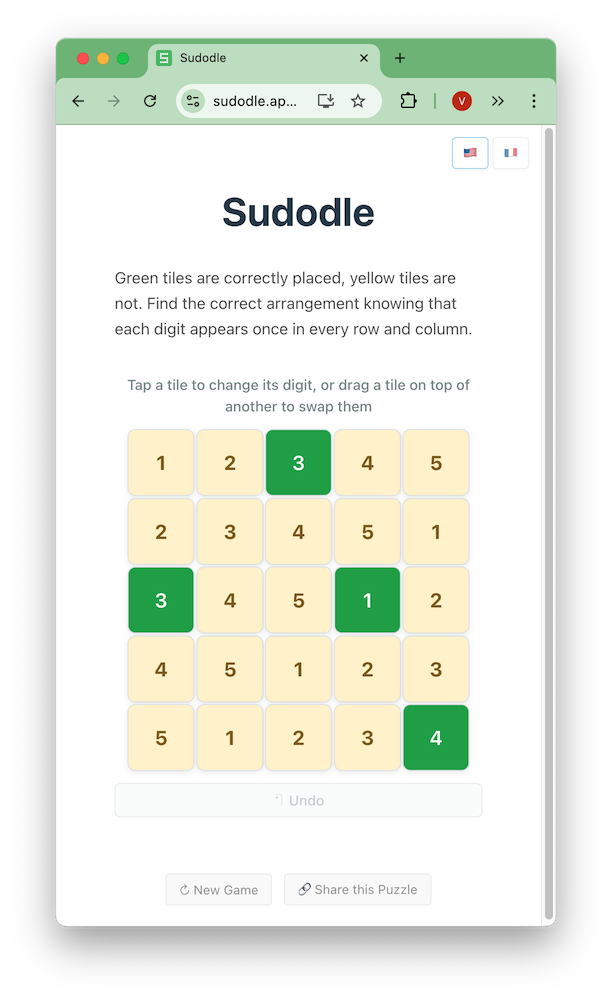 Sudodle
sudodle.ap...
V
Sudodle
Green tiles are correctly placed, yellow tiles are
not. Find the correct arrangement knowing that
each digit appears once in every row and column.
Tap a tile to change its digit, or drag a tile on top of
another to swap them
1 2 3 4 5
2 3 4 5 1
3 4 5 1 2
4 5 1 2 3
5 1 2 3 4
Undo
New Game Share this Puzzle